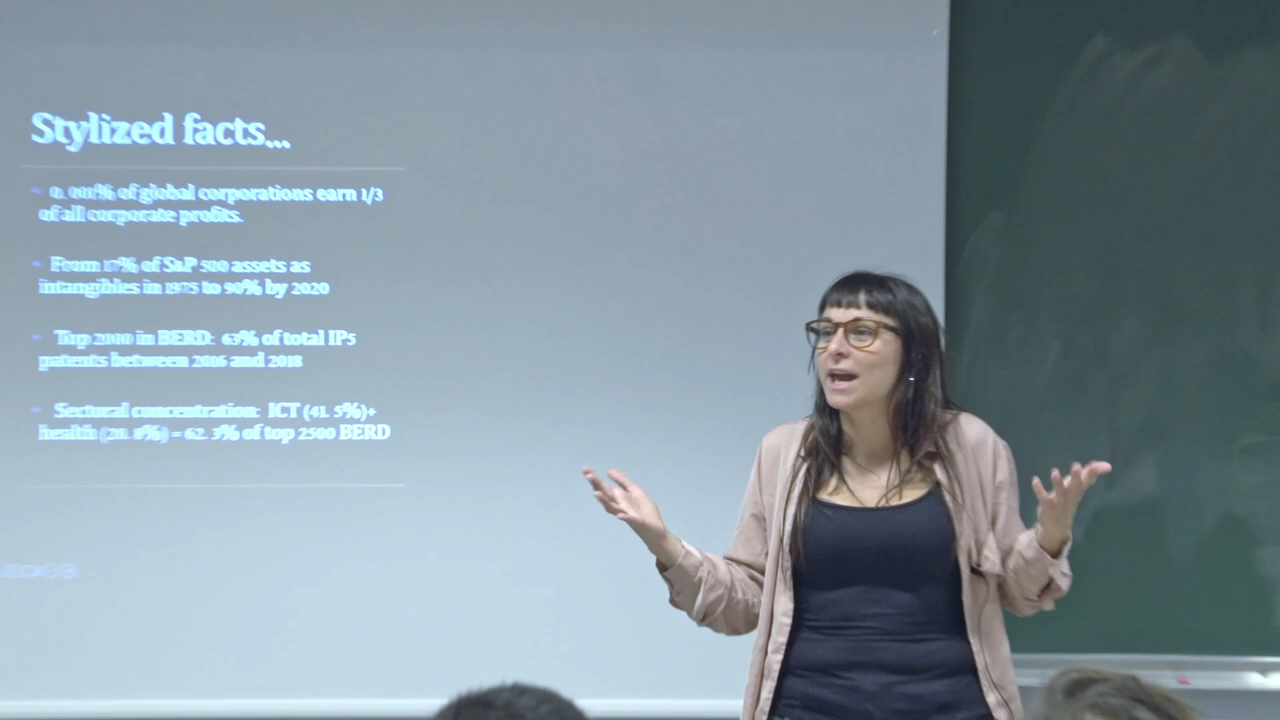 Stylized facts...
0. 001% of global corporations earn 1/3
of all corporate profits.
From 17% of S&P 500 assets as
intangibles in 1975 to 90% by 2020
Top 2000 in BERD: 63% of total IP5
patents between 2016 and 2018
Sectoral concentration: ICT (41. 5%)+
health (20. 8%) = 62. 3% of top 2500 BERD